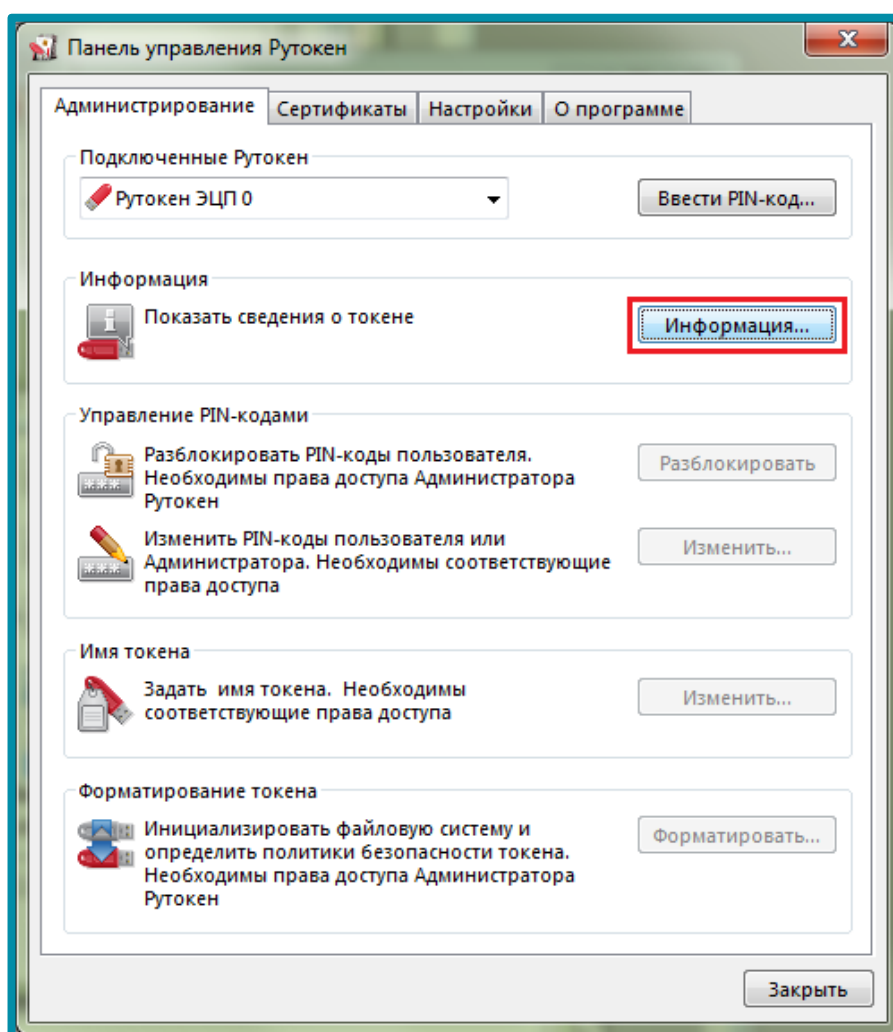 Панель управления Рутокен
Администрирование Сертификаты Настройки О программе
Подключенные Рутокен
Рутокен ЭЦП 0
Ввести PIN-код...
Информация
Показать сведения о токене
Информация...
Управление PIN-кодами
Разблокировать PIN-коды пользователя.
Необходимы права доступа Администратора
Рутокен
Разблокировать
Изменить PIN-коды пользователя или
Администратора. Необходимы соответствующие
права доступа
Изменить...
Имя токена
Задать имя токена. Необходимы
соответствующие права доступа
Изменить...
Форматирование токена
Инициализировать файловую систему и
определить политики безопасности токена.
Необходимы права доступа Администратора
Рутокен
Форматировать...
Закрыть